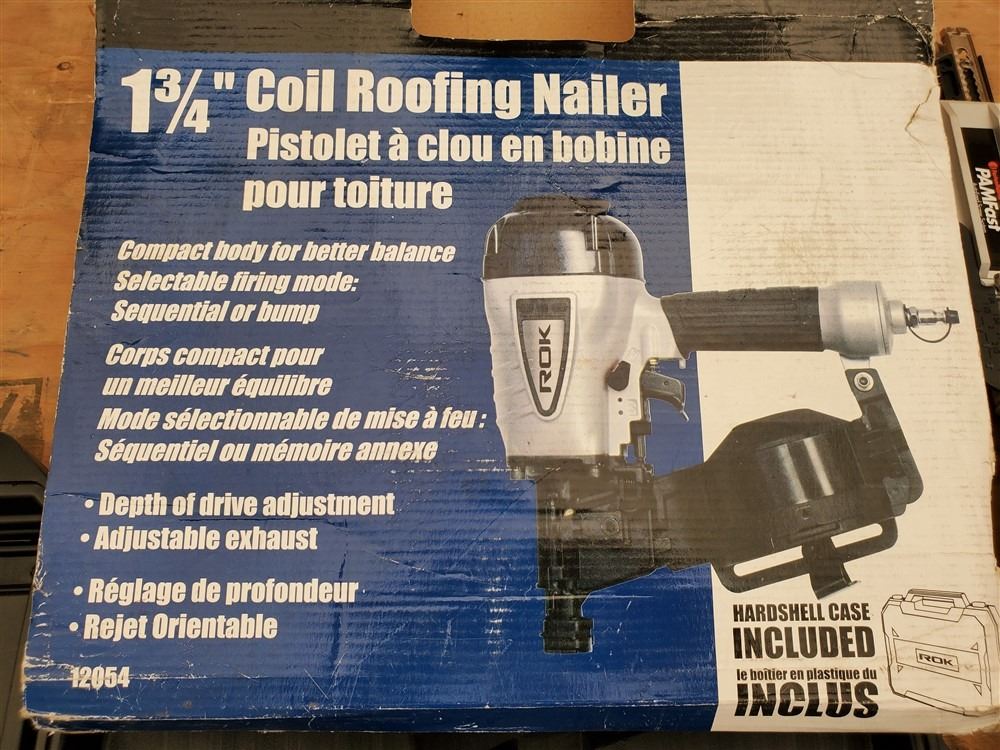 1¾" Coil Roofing Nailer
Pistolet à clou en bobine
pour toiture
Compact body for better balance
Selectable firing mode:
Sequential or bump
Corps compact pour
un meilleur équilibre
Mode sélectionnable de mise à feu :
Séquentiel ou mémoire annexe
• Depth of drive adjustment
• Adjustable exhaust
• Réglage de profondeur
• Rejet Orientable
12054
ROK
HARDSHELL CASE
INCLUDED
le boîtier en plastique du
INCLUS
ROK
PAMFast